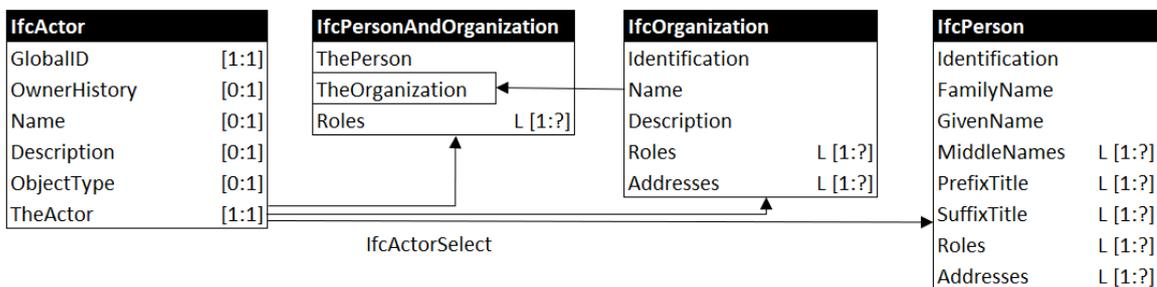 IfcActor
GlobalID [1:1]
OwnerHistory [0:1]
Name [0:1]
Description [0:1]
ObjectType [0:1]
TheActor [1:1]
IfcPersonAndOrganization
ThePerson
TheOrganization
Roles L [1:?]
IfcOrganization
Identification
Name
Description
Roles L [1:?]
Addresses L [1:?]
IfcPerson
Identification
FamilyName
GivenName
MiddleNames L [1:?]
PrefixTitle L [1:?]
SuffixTitle L [1:?]
Roles L [1:?]
Addresses L [1:?]
IfcActorSelect